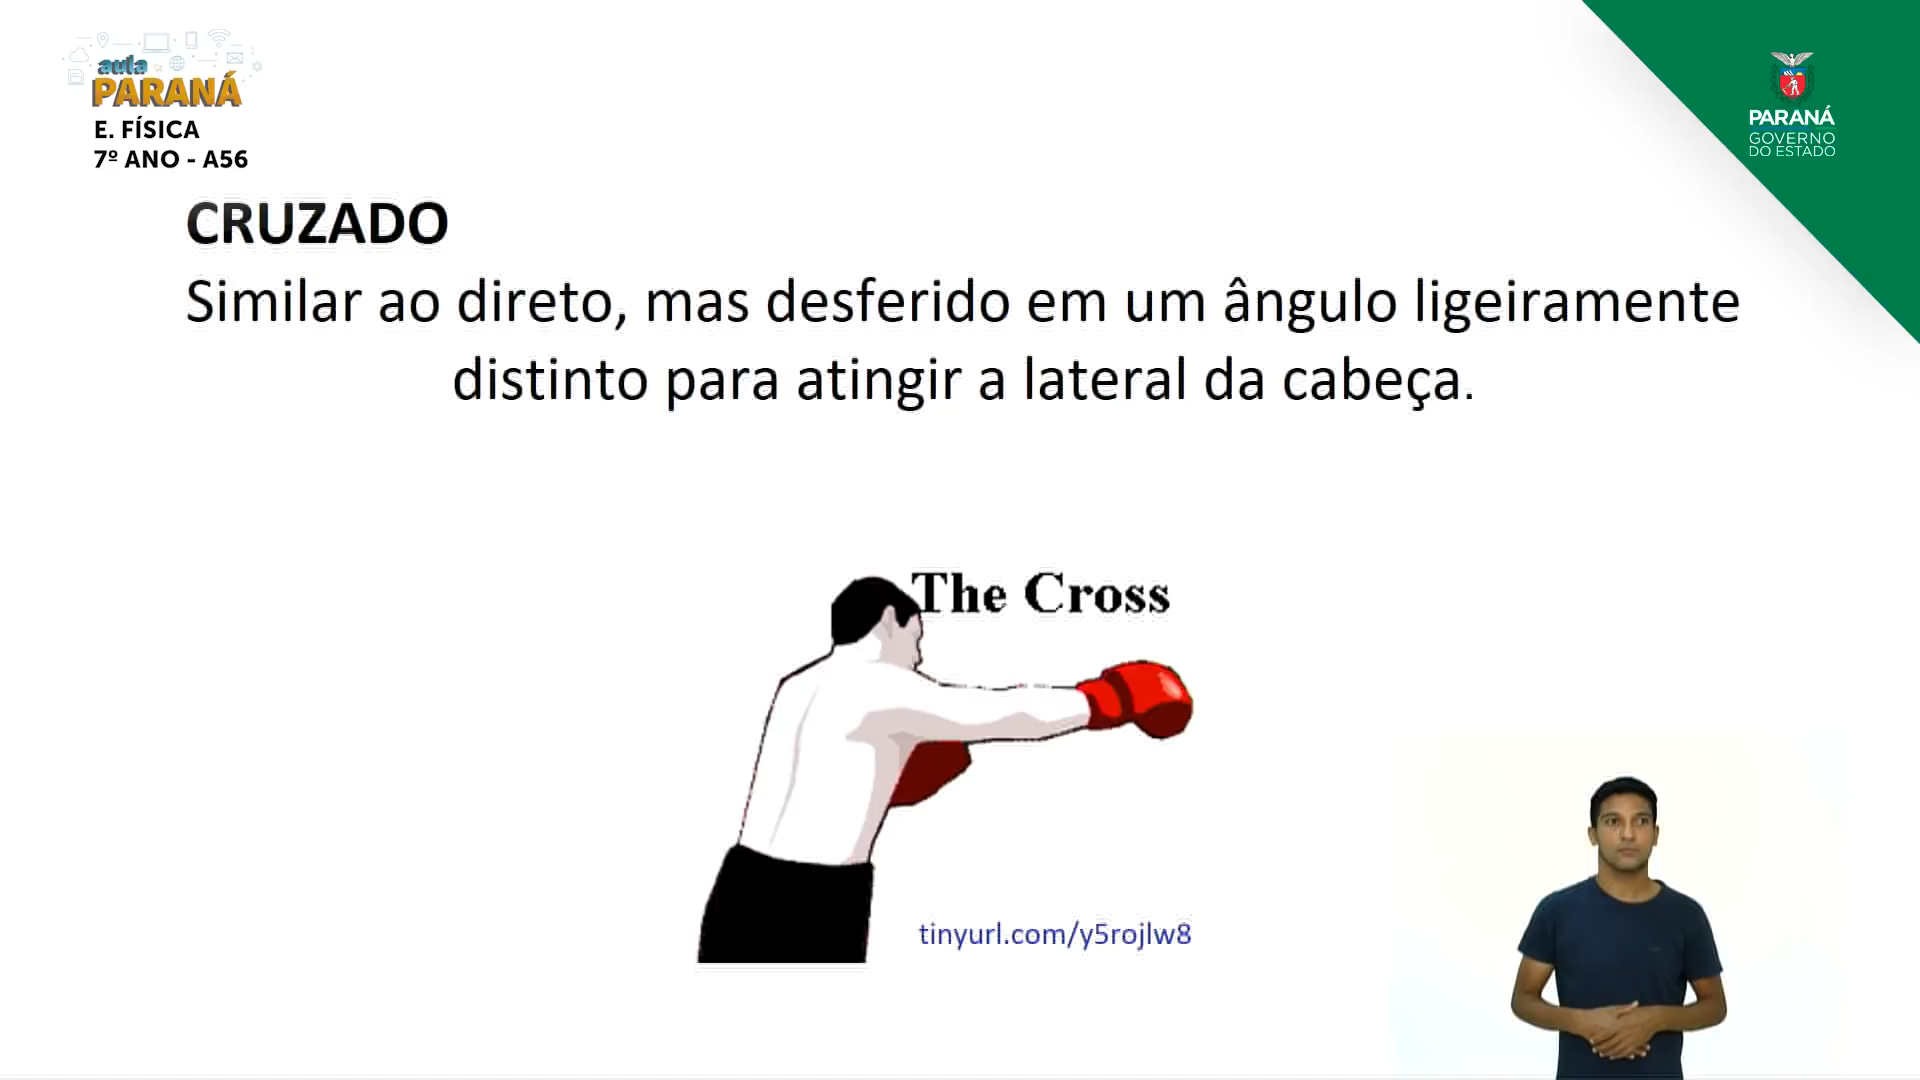 aula
PARANÁ
E. FÍSICA
7º ANO - A56
PARANÁ
GOVERNO
DO ESTADO
CRUZADO
Similar ao direto, mas desferido em um ângulo ligeiramente
distinto para atingir a lateral da cabeça.
The Cross
tinyurl.com/y5rojlw8